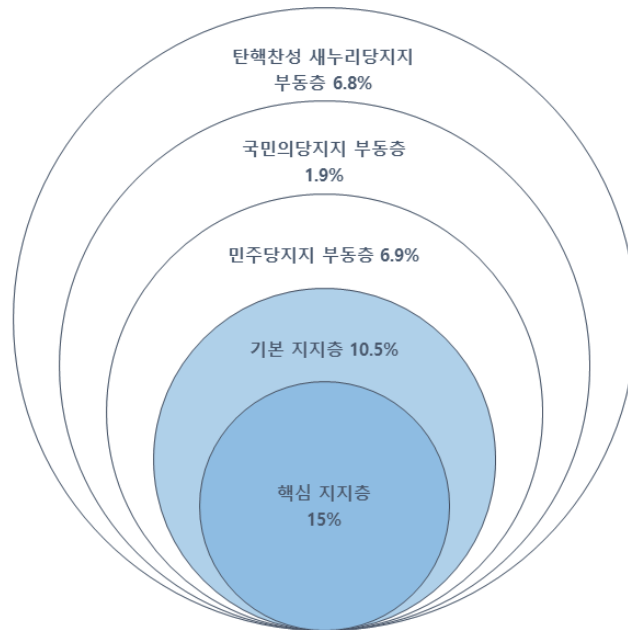 탄핵찬성 새누리당지지
부동층 6.8%
국민의당지지 부동층
1.9%
민주당지지 부동층 6.9%
기본 지지층 10.5%
핵심 지지층
15%